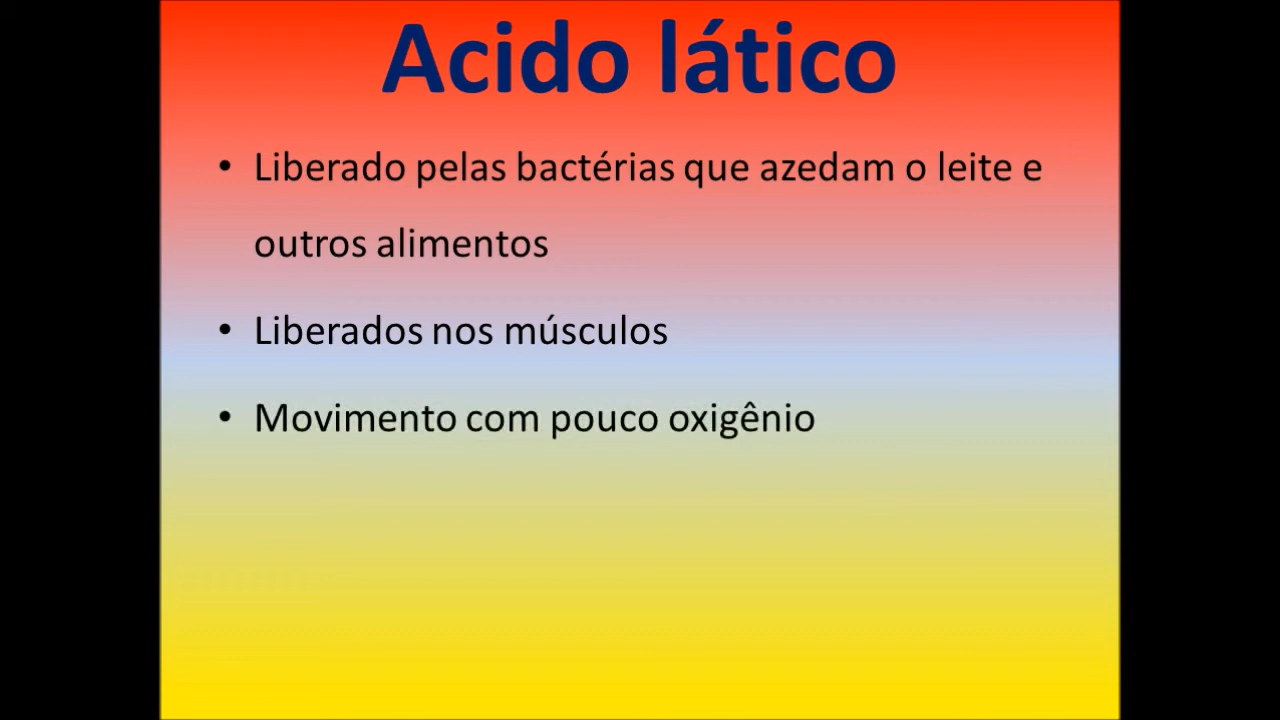 Acido lático
• Liberado pelas bactérias que azedam o leite e
outros alimentos
• Liberados nos músculos
• Movimento com pouco oxigênio